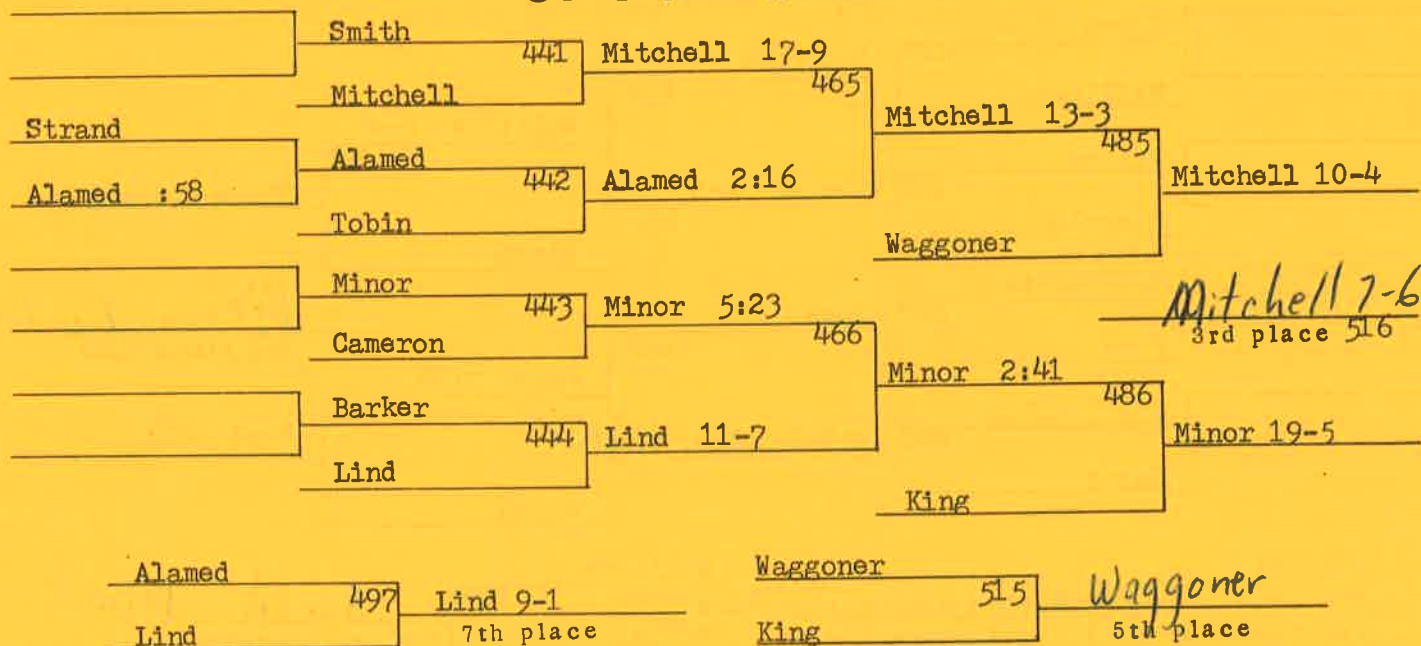 Smith
441
Mitchell 17-9
Mitchell
465
Strand
Mitchell 13-3
485
Alamed
442
Alamed 2:16
Mitchell 10-4
Alamed :58
Tobin
Waggoner
Minor
443
Minor 5:23
Mitchell 7-6
Cameron
466
3rd place 516
Minor 2:41
486
Barker
444
Lind 11-7
Minor 19-5
Lind
King
Alamed
497
Lind 9-1
Lind
7th place
Waggoner
515
Waggoner
King
5th place